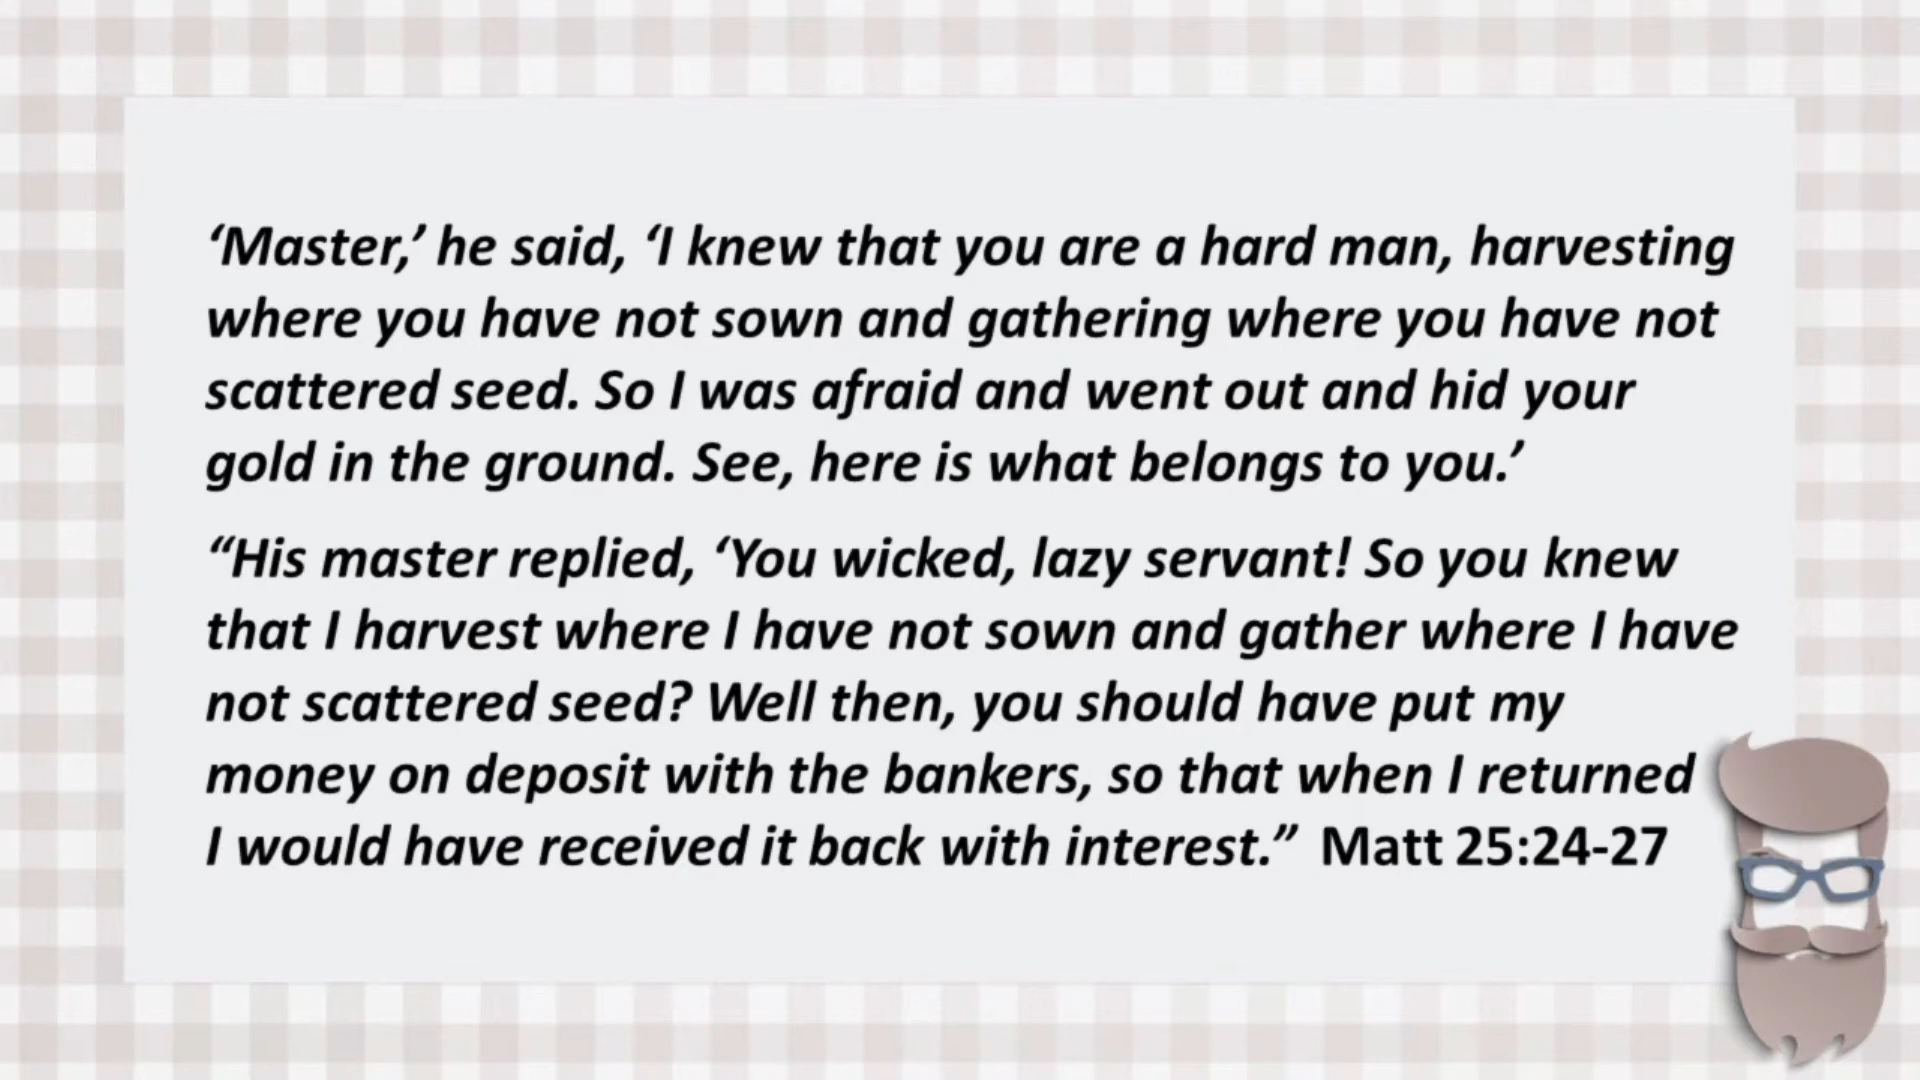 ‘Master,’ he said, ‘I knew that you are a hard man, harvesting
where you have not sown and gathering where you have not
scattered seed. So I was afraid and went out and hid your
gold in the ground. See, here is what belongs to you.’
“His master replied, ‘You wicked, lazy servant! So you knew
that I harvest where I have not sown and gather where I have
not scattered seed? Well then, you should have put my
money on deposit with the bankers, so that when I returned
I would have received it back with interest.” Matt 25:24-27